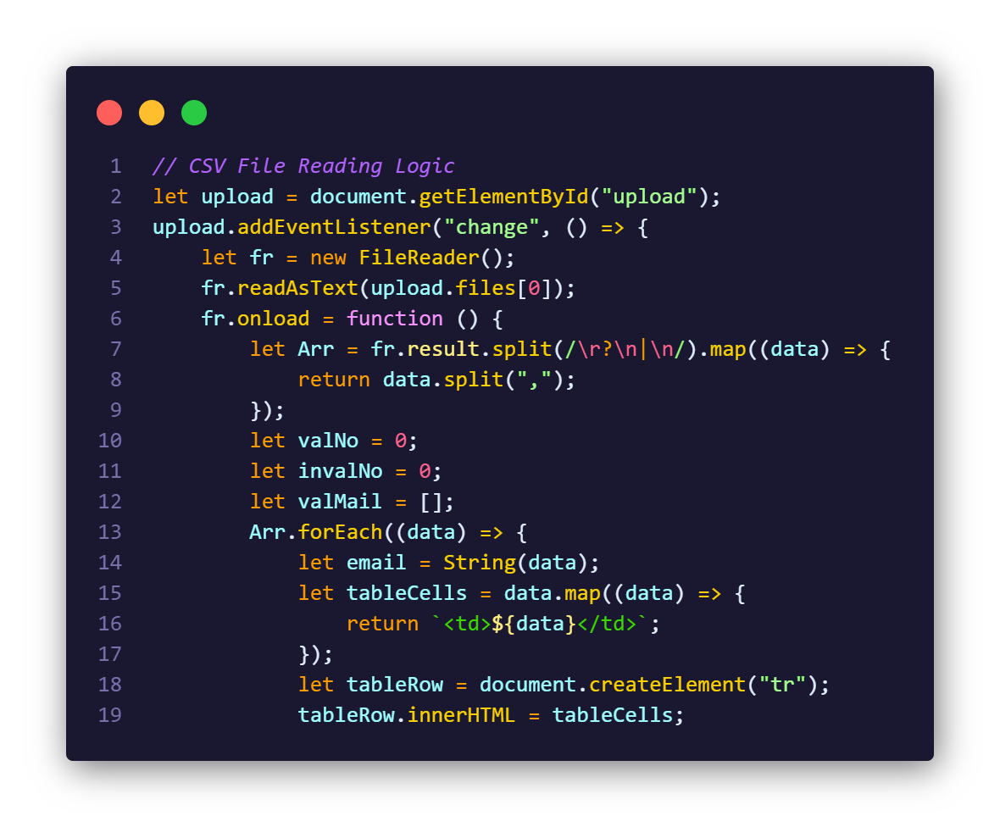 1 // CSV File Reading Logic
2 let upload = document.getElementById("upload");
3 upload.addEventListener("change", () => {
4     let fr = new FileReader();
5     fr.readAsText(upload.files[0]);
6     fr.onload = function () {
7         let Arr = fr.result.split(/\r?\n|\n/).map((data) => {
8             return data.split(",");
9         });
10         let valNo = 0;
11         let invalNo = 0;
12         let valMail = [];
13         Arr.forEach((data) => {
14             let email = String(data);
15             let tableCells = data.map((data) => {
16                 return `<td>${data}</td>`;
17             });
18             let tableRow = document.createElement("tr");
19             tableRow.innerHTML = tableCells;